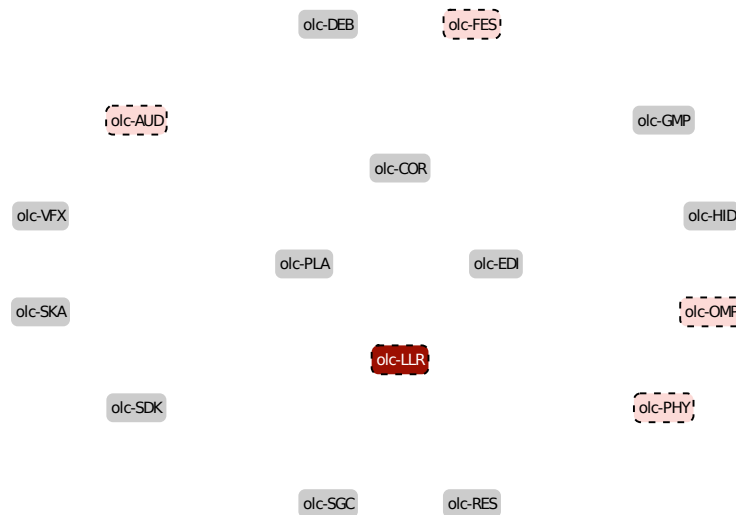 olc-DEB
olc-FES
olc-AUD
olc-GMP
olc-COR
olc-VFX
olc-HID
olc-PLA
olc-EDI
olc-SKA
olc-OMP
olc-LLR
olc-SDK
olc-PHY
olc-SGC
olc-RES